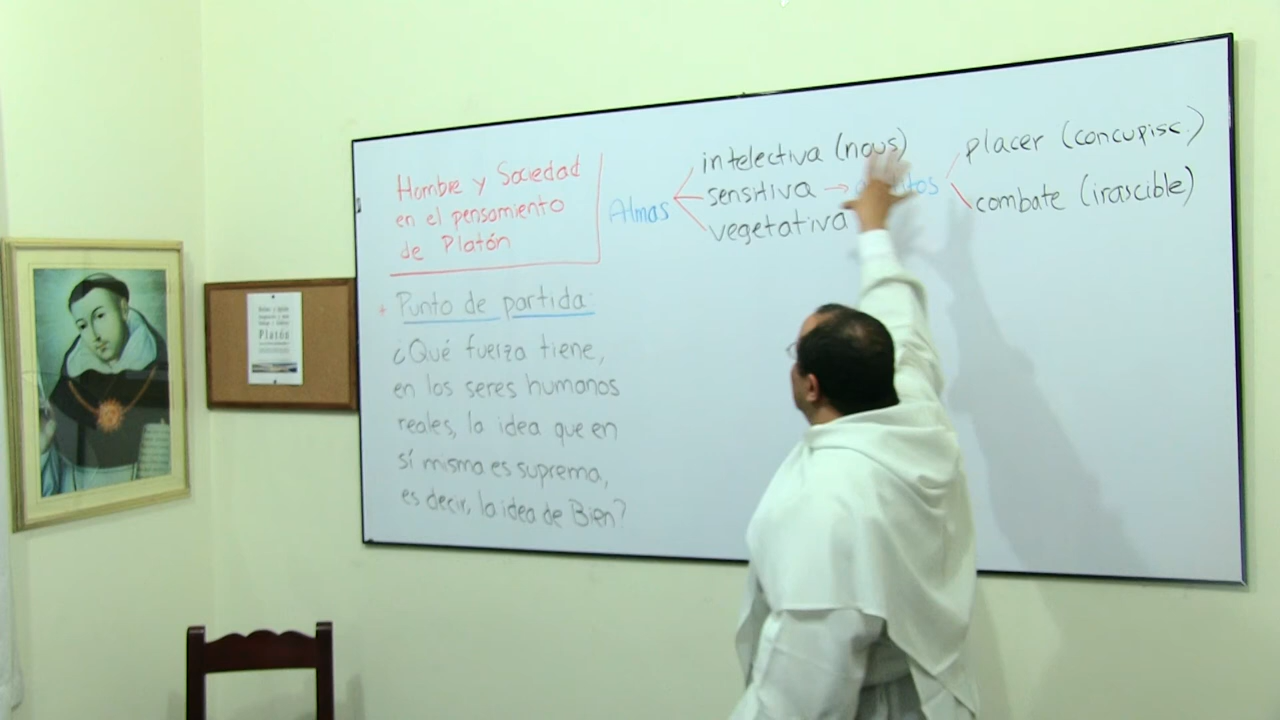 Hombre y Sociedad
en el pensamiento
de Platón
Almas
intelectiva (nous)
sensitiva →
vegetativa
placer (concupisc.)
combate (irascible)
+ Punto de partida:
¿Qué fuerza tiene,
en los seres humanos
reales, la idea que en
sí misma es suprema,
es decir, la idea de Bien?
Platón